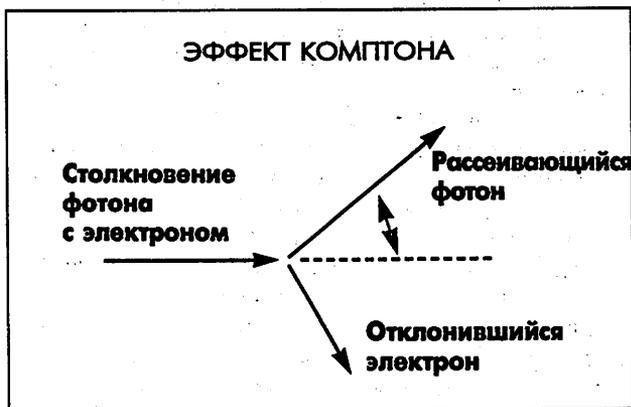 ЭФФЕКТ КОМПТОНА
Столкновение
фотона
с электроном
Рассеивающийся
фотон
Отклонившийся
электрон